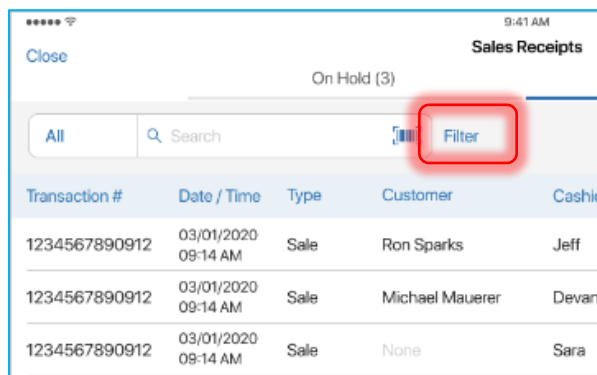 9:41 AM
Close
Sales Receipts
On Hold (3)
All Search Filter
Transaction # Date / Time Type Customer Cashie
1234567890912 03/01/2020 09:14 AM Sale Ron Sparks Jeff
1234567890912 03/01/2020 09:14 AM Sale Michael Mauerer Devan
1234567890912 03/01/2020 09:14 AM Sale None Sara